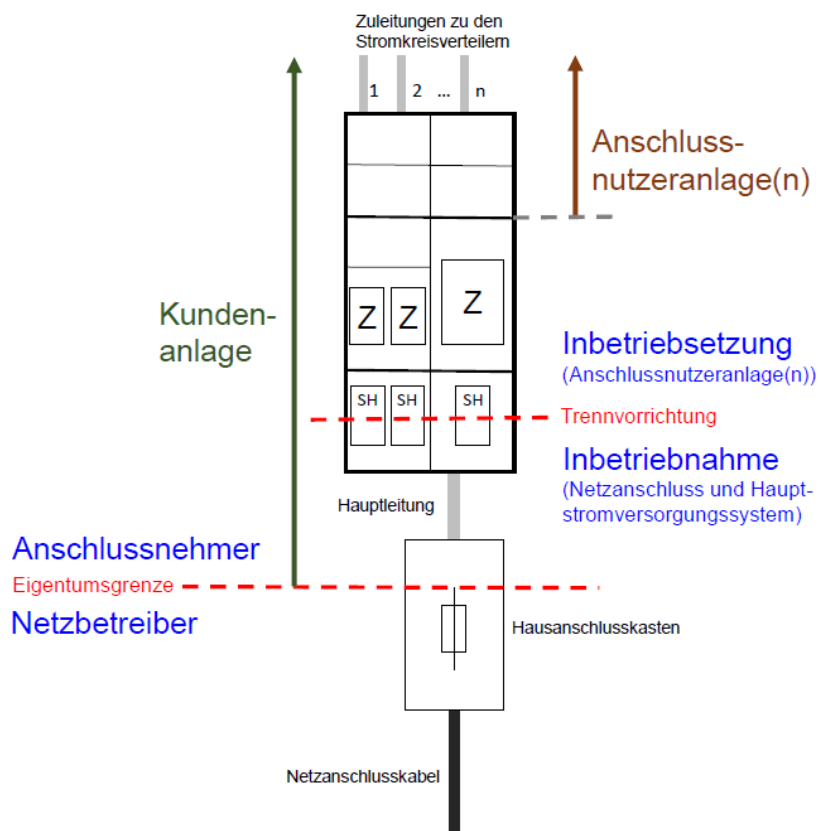 Zuleitungen zu den
Stromkreisverteilern
1 2 ... n
Anschluss-
nutzeranlage(n)
Z Z Z
Kunden-
anlage
Inbetriebsetzung
(Anschlussnutzeranlage(n))
SH SH SH
Trennvorrichtung
Inbetriebnahme
(Netzanschluss und Haupt-
stromversorgungssystem)
Hauptleitung
Anschlussnehmer
Eigentumsgrenze
Netzbetreiber
Hausanschlusskasten
Netzanschlusskabel